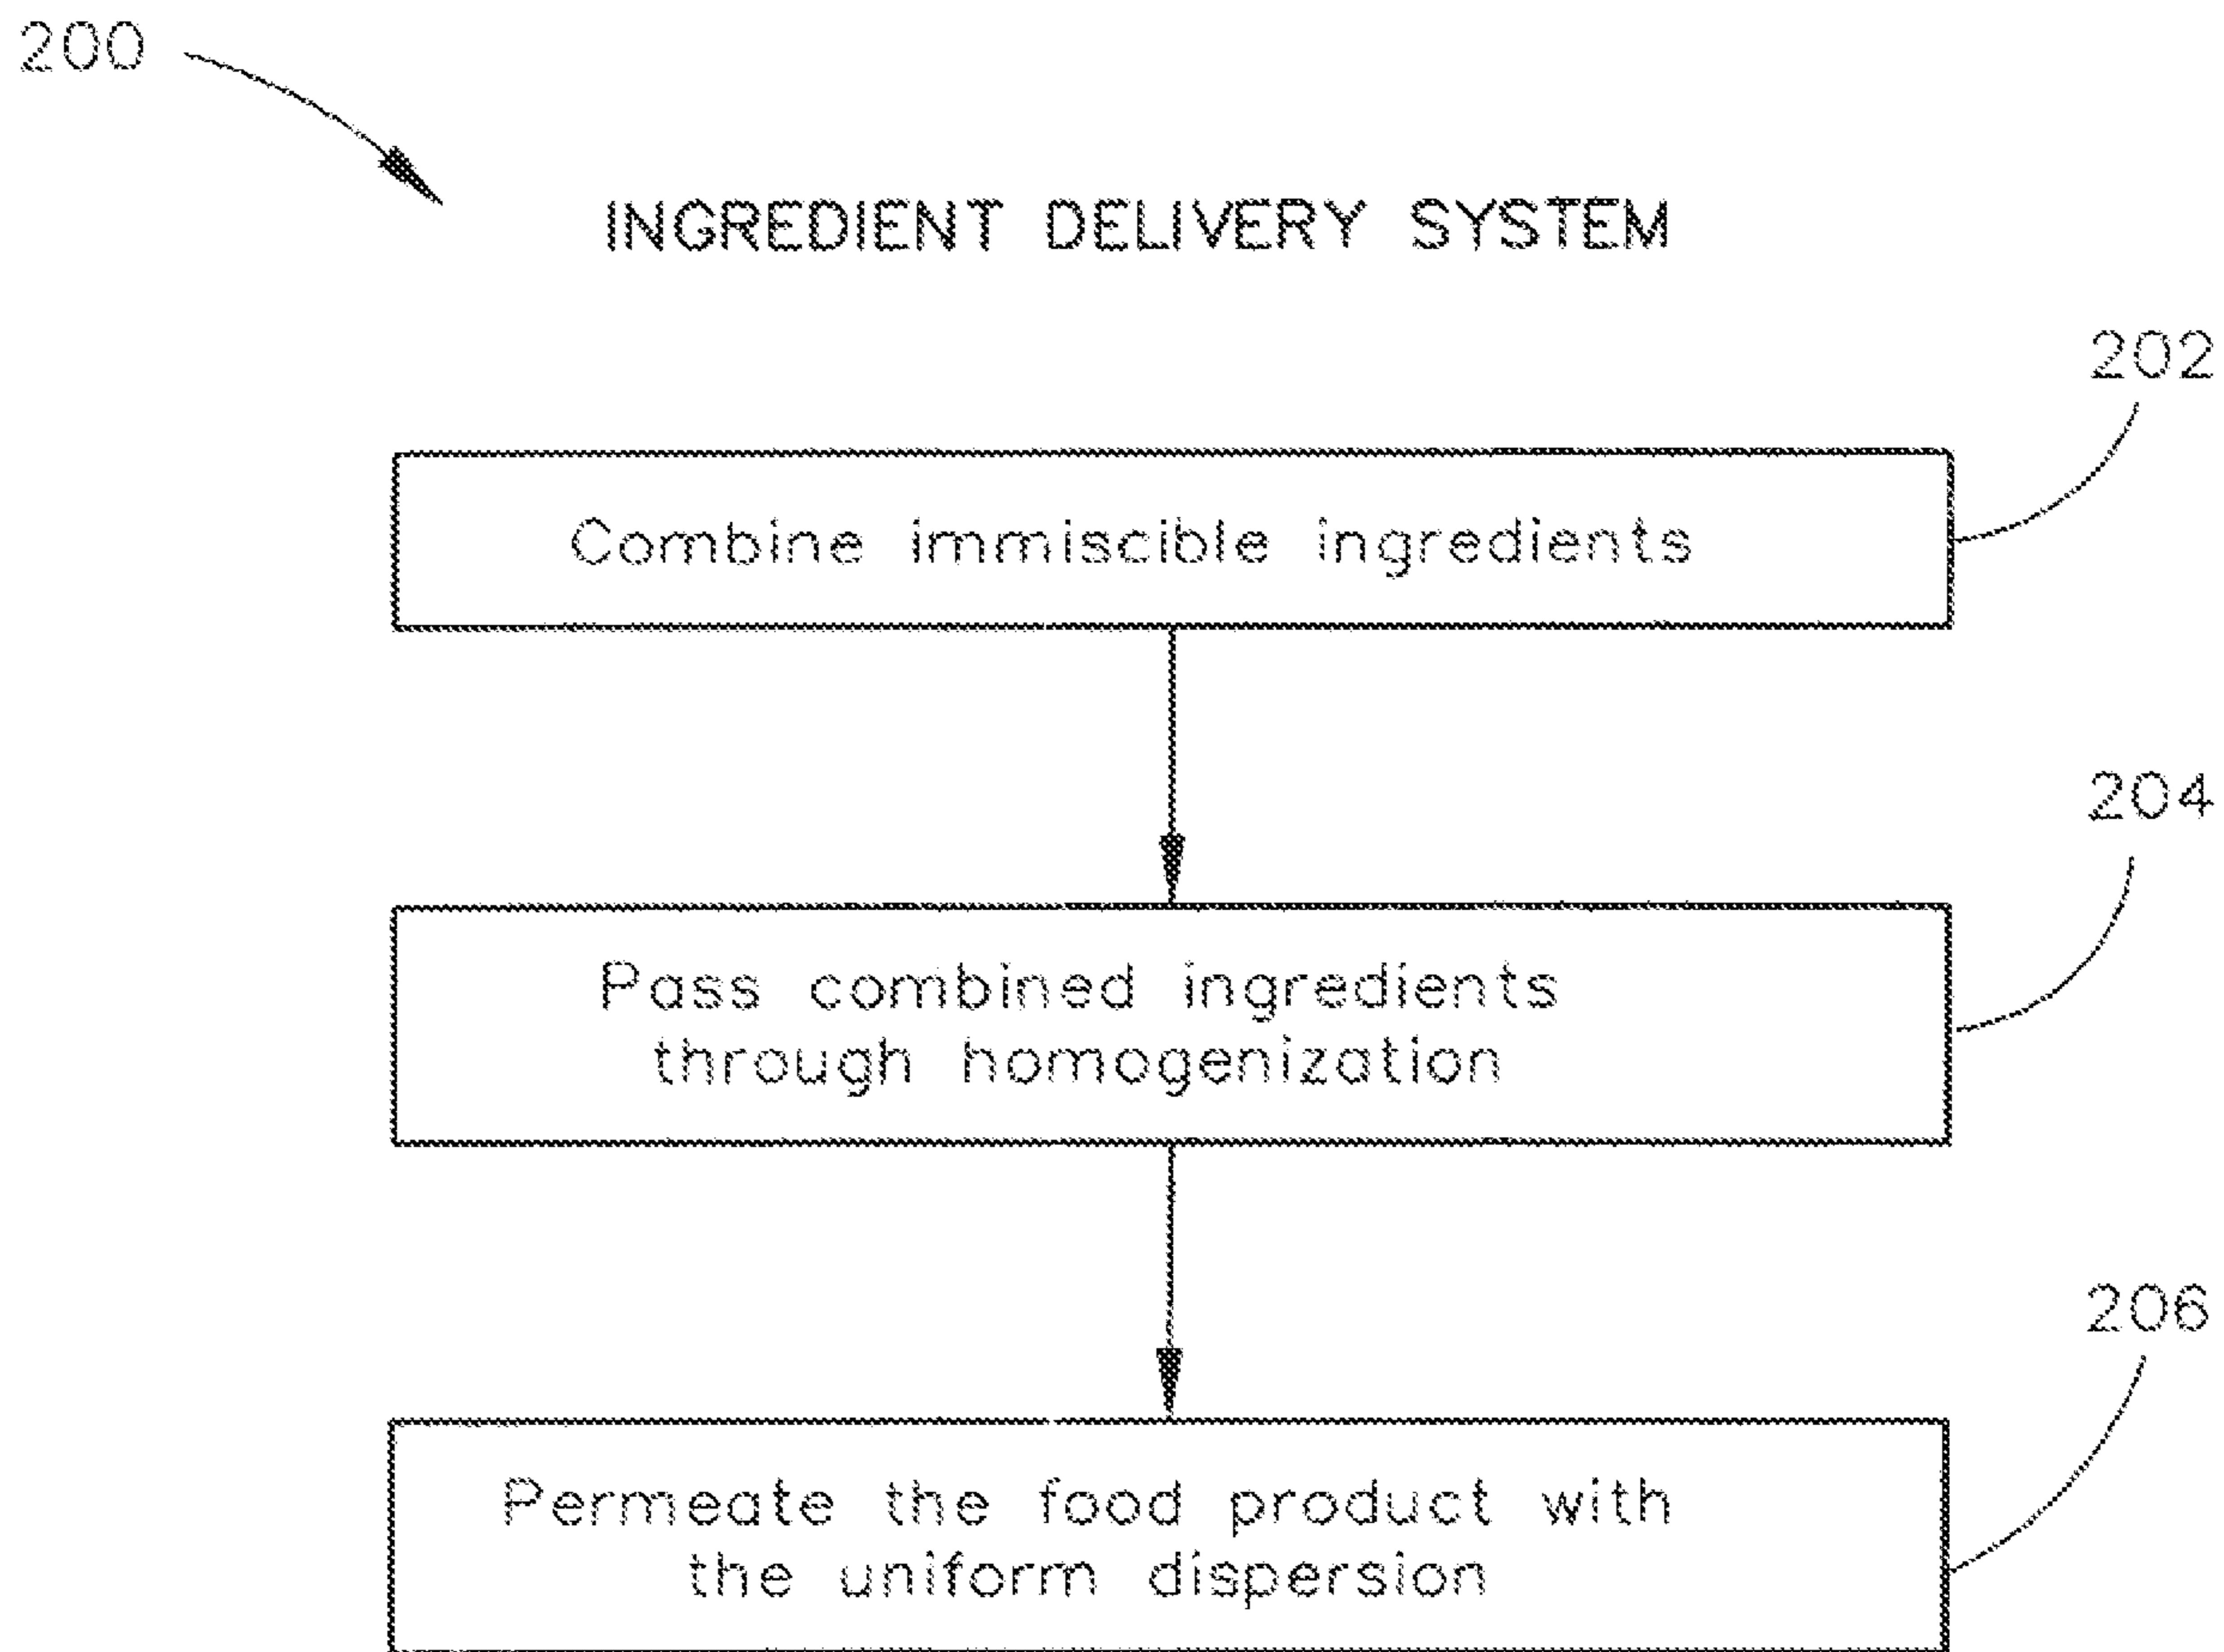 200
INGREDIENT DELIVERY SYSTEM
202
Combine immiscible ingredients
204
Pass combined ingredients
through homogenization
206
Permeate the food product with
the uniform dispersion